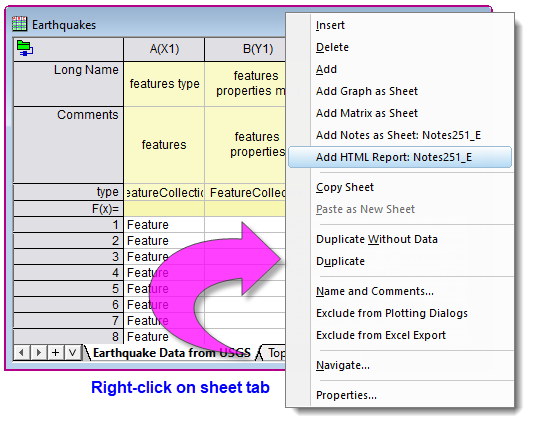 Earthquakes
A(X1) B(Y1)
Long Name
features type
features
properties m
Comments
features
features
properties
type
eatureCollectio FeatureCollec
F(x)=
1 Feature
2 Feature
3 Feature
4 Feature
5 Feature
6 Feature
7 Feature
8 Feature
Earthquake Data from USGS Top
Right-click on sheet tab
Insert
Delete
Add
Add Graph as Sheet
Add Matrix as Sheet
Add Notes as Sheet: Notes251_E
Add HTML Report: Notes251_E
Copy Sheet
Paste as New Sheet
Duplicate Without Data
Duplicate
Name and Comments...
Exclude from Plotting Dialogs
Exclude from Excel Export
Navigate...
Properties...